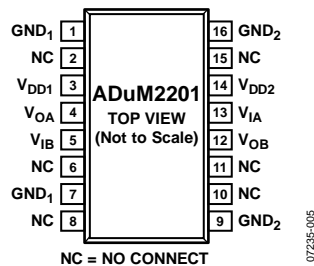 GND1 1 16 GND2
NC 2 15 NC
VDD1 3 ADuM2201 14 VDD2
VOA 4 TOP VIEW 13 VIA
VIB 5 (Not to Scale) 12 VOB
NC 6 11 NC
GND1 7 10 NC
NC 8 9 GND2
NC = NO CONNECT
07235-005